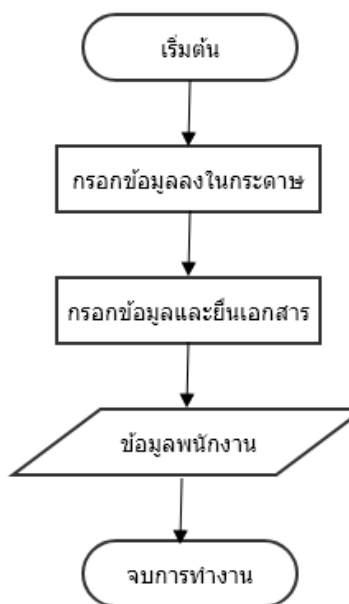 เริ่มต้น
กรอกข้อมูลลงในกระดาษ
กรอกข้อมูลและยื่นเอกสาร
ข้อมูลพนักงาน
จบการทำงาน